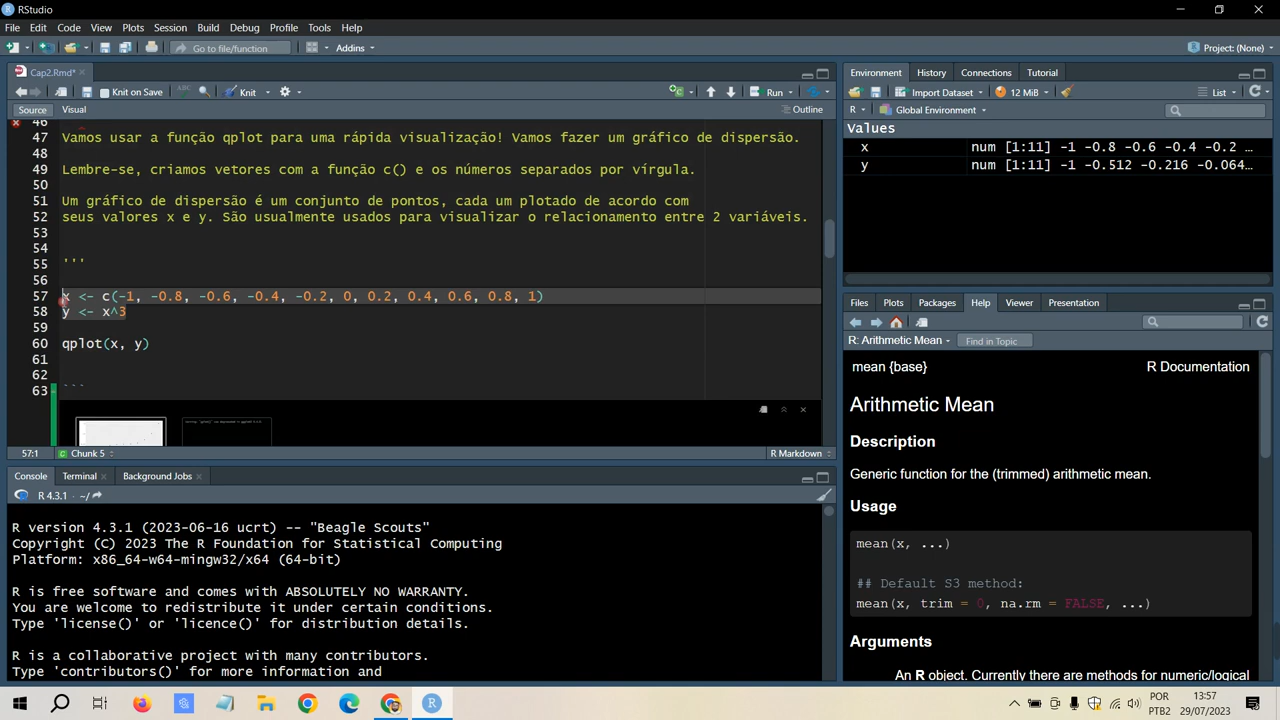 RStudio
File Edit Code View Plots Session Build Debug Profile Tools Help
Go to file/function Addins Project: (None)
Cap2.Rmd*
Knit on Save ABC Knit Run
Source Visual Outline
46
47 Vamos usar a função qplot para uma rápida visualização! Vamos fazer um gráfico de dispersão.
48
49 Lembre-se, criamos vetores com a função c() e os números separados por vírgula.
50
51 Um gráfico de dispersão é um conjunto de pontos, cada um plotado de acordo com
52 seus valores x e y. São usualmente usados para visualizar o relacionamento entre 2 variáveis.
53
54
55 '''
56
57 x <- c(-1, -0.8, -0.6, -0.4, -0.2, 0, 0.2, 0.4, 0.6, 0.8, 1)
58 y <- x^3
59
60 qplot(x, y)
61
62
63 ```
57:1 Chunk 5 R Markdown
Console Terminal Background Jobs
R 4.3.1 · ~/
R version 4.3.1 (2023-06-16 ucrt) -- "Beagle Scouts"
Copyright (C) 2023 The R Foundation for Statistical Computing
Platform: x86_64-w64-mingw32/x64 (64-bit)
R is free software and comes with ABSOLUTELY NO WARRANTY.
You are welcome to redistribute it under certain conditions.
Type 'license()' or 'licence()' for distribution details.
R is a collaborative project with many contributors.
Type 'contributors()' for more information and
Environment History Connections Tutorial
Import Dataset 12 MiB List
R Global Environment
Values
x num [1:11] -1 -0.8 -0.6 -0.4 -0.2 ...
y num [1:11] -1 -0.512 -0.216 -0.064...
Files Plots Packages Help Viewer Presentation
R: Arithmetic Mean Find in Topic
mean {base} R Documentation
Arithmetic Mean
Description
Generic function for the (trimmed) arithmetic mean.
Usage
mean(x, ...)
## Default S3 method:
mean(x, trim = 0, na.rm = FALSE, ...)
Arguments
An R object. Currently there are methods for numeric/logical
POR 13:57
PTB2 29/07/2023